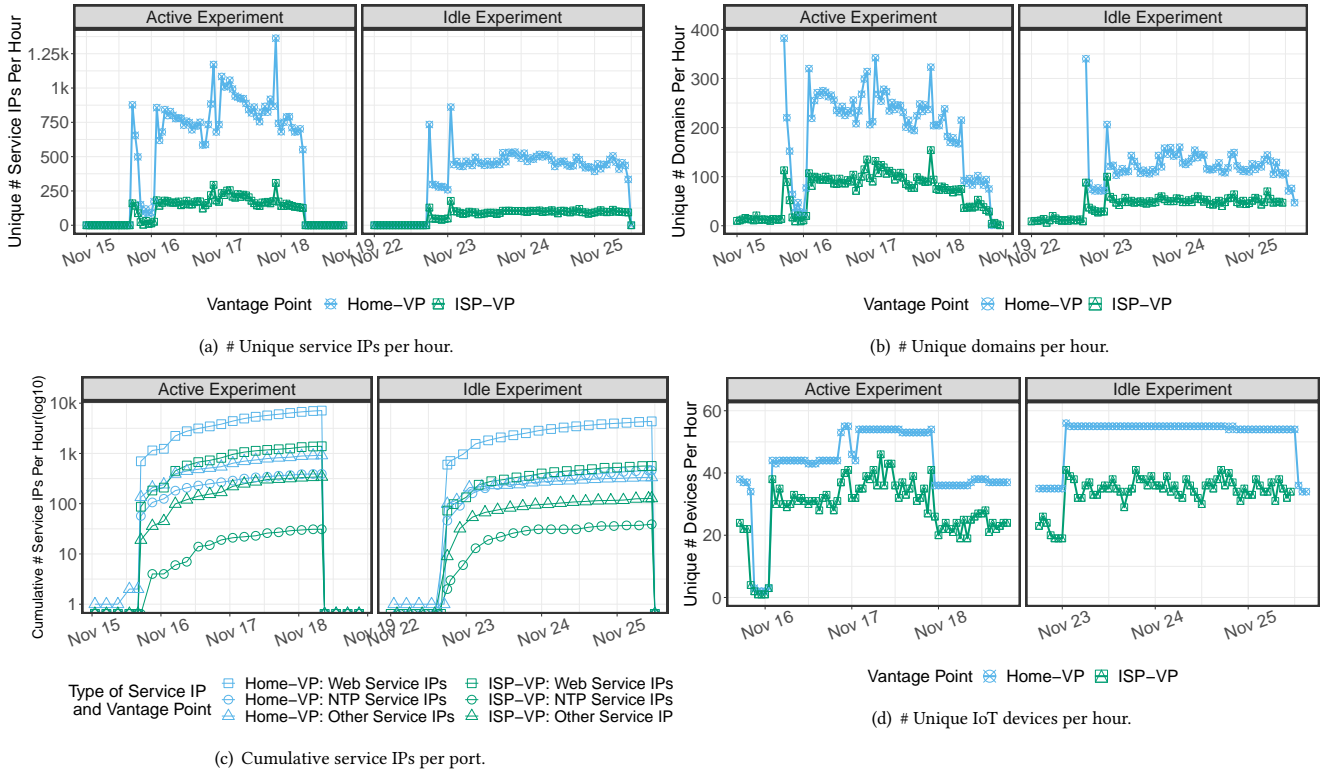 Active Experiment
Idle Experiment
Unique # Service IPs Per Hour
1.25k
1k
750
500
250
0
Nov 15
Nov 16
Nov 17
Nov 18
Nov 19
Nov 22
Nov 23
Nov 24
Nov 25
Vantage Point Home−VP ISP−VP
(a) # Unique service IPs per hour.
Active Experiment
Idle Experiment
Unique # Domains Per Hour
400
300
200
100
0
Nov 15
Nov 16
Nov 17
Nov 18
Nov 19
Nov 22
Nov 23
Nov 24
Nov 25
Vantage Point Home−VP ISP−VP
(b) # Unique domains per hour.
Active Experiment
Idle Experiment
Cumulative # Service IPs Per Hour(log10)
10k
1k
100
10
1
Nov 15
Nov 16
Nov 17
Nov 18
Nov 19
Nov 22
Nov 23
Nov 24
Nov 25
Type of Service IP
and Vantage Point
Home−VP: Web Service IPs
Home−VP: NTP Service IPs
Home−VP: Other Service IPs
ISP−VP: Web Service IPs
ISP−VP: NTP Service IPs
ISP−VP: Other Service IP
(c) Cumulative service IPs per port.
Active Experiment
Idle Experiment
Unique # Devices Per Hour
60
40
20
0
Nov 16
Nov 17
Nov 18
Nov 23
Nov 24
Nov 25
Vantage Point Home−VP ISP−VP
(d) # Unique IoT devices per hour.